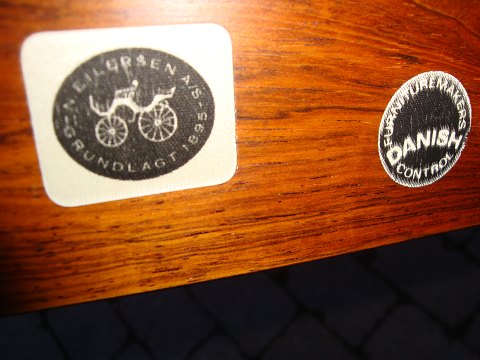 N. EILERSEN A/S
GRUNDLAGT 1895
FURNITUREMAKERS'
DANISH
CONTROL